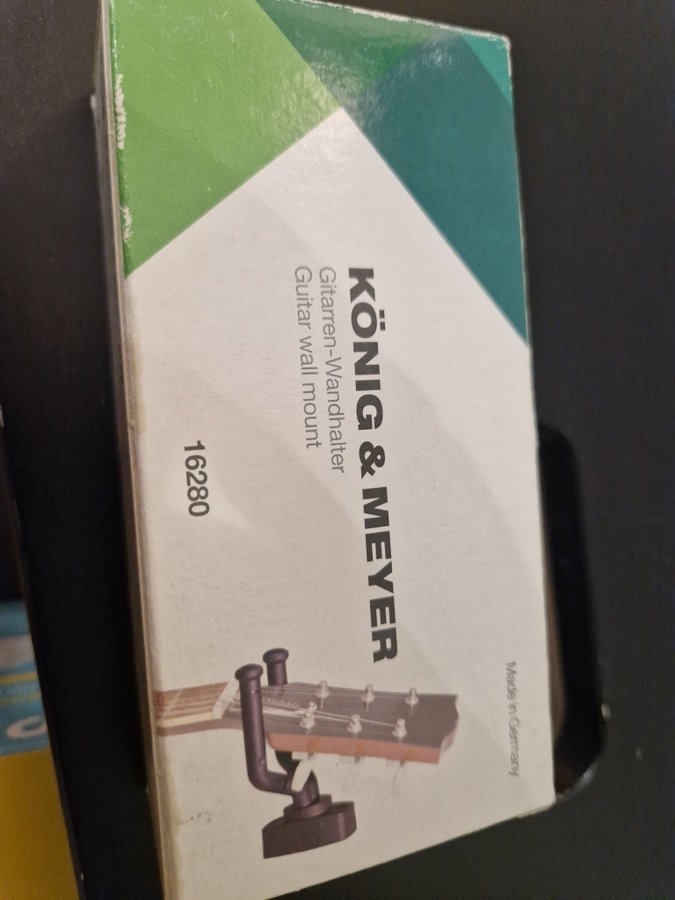 Made in Germany
KÖNIG & MEYER
Gitarren-Wandhalter
Guitar wall mount
16280